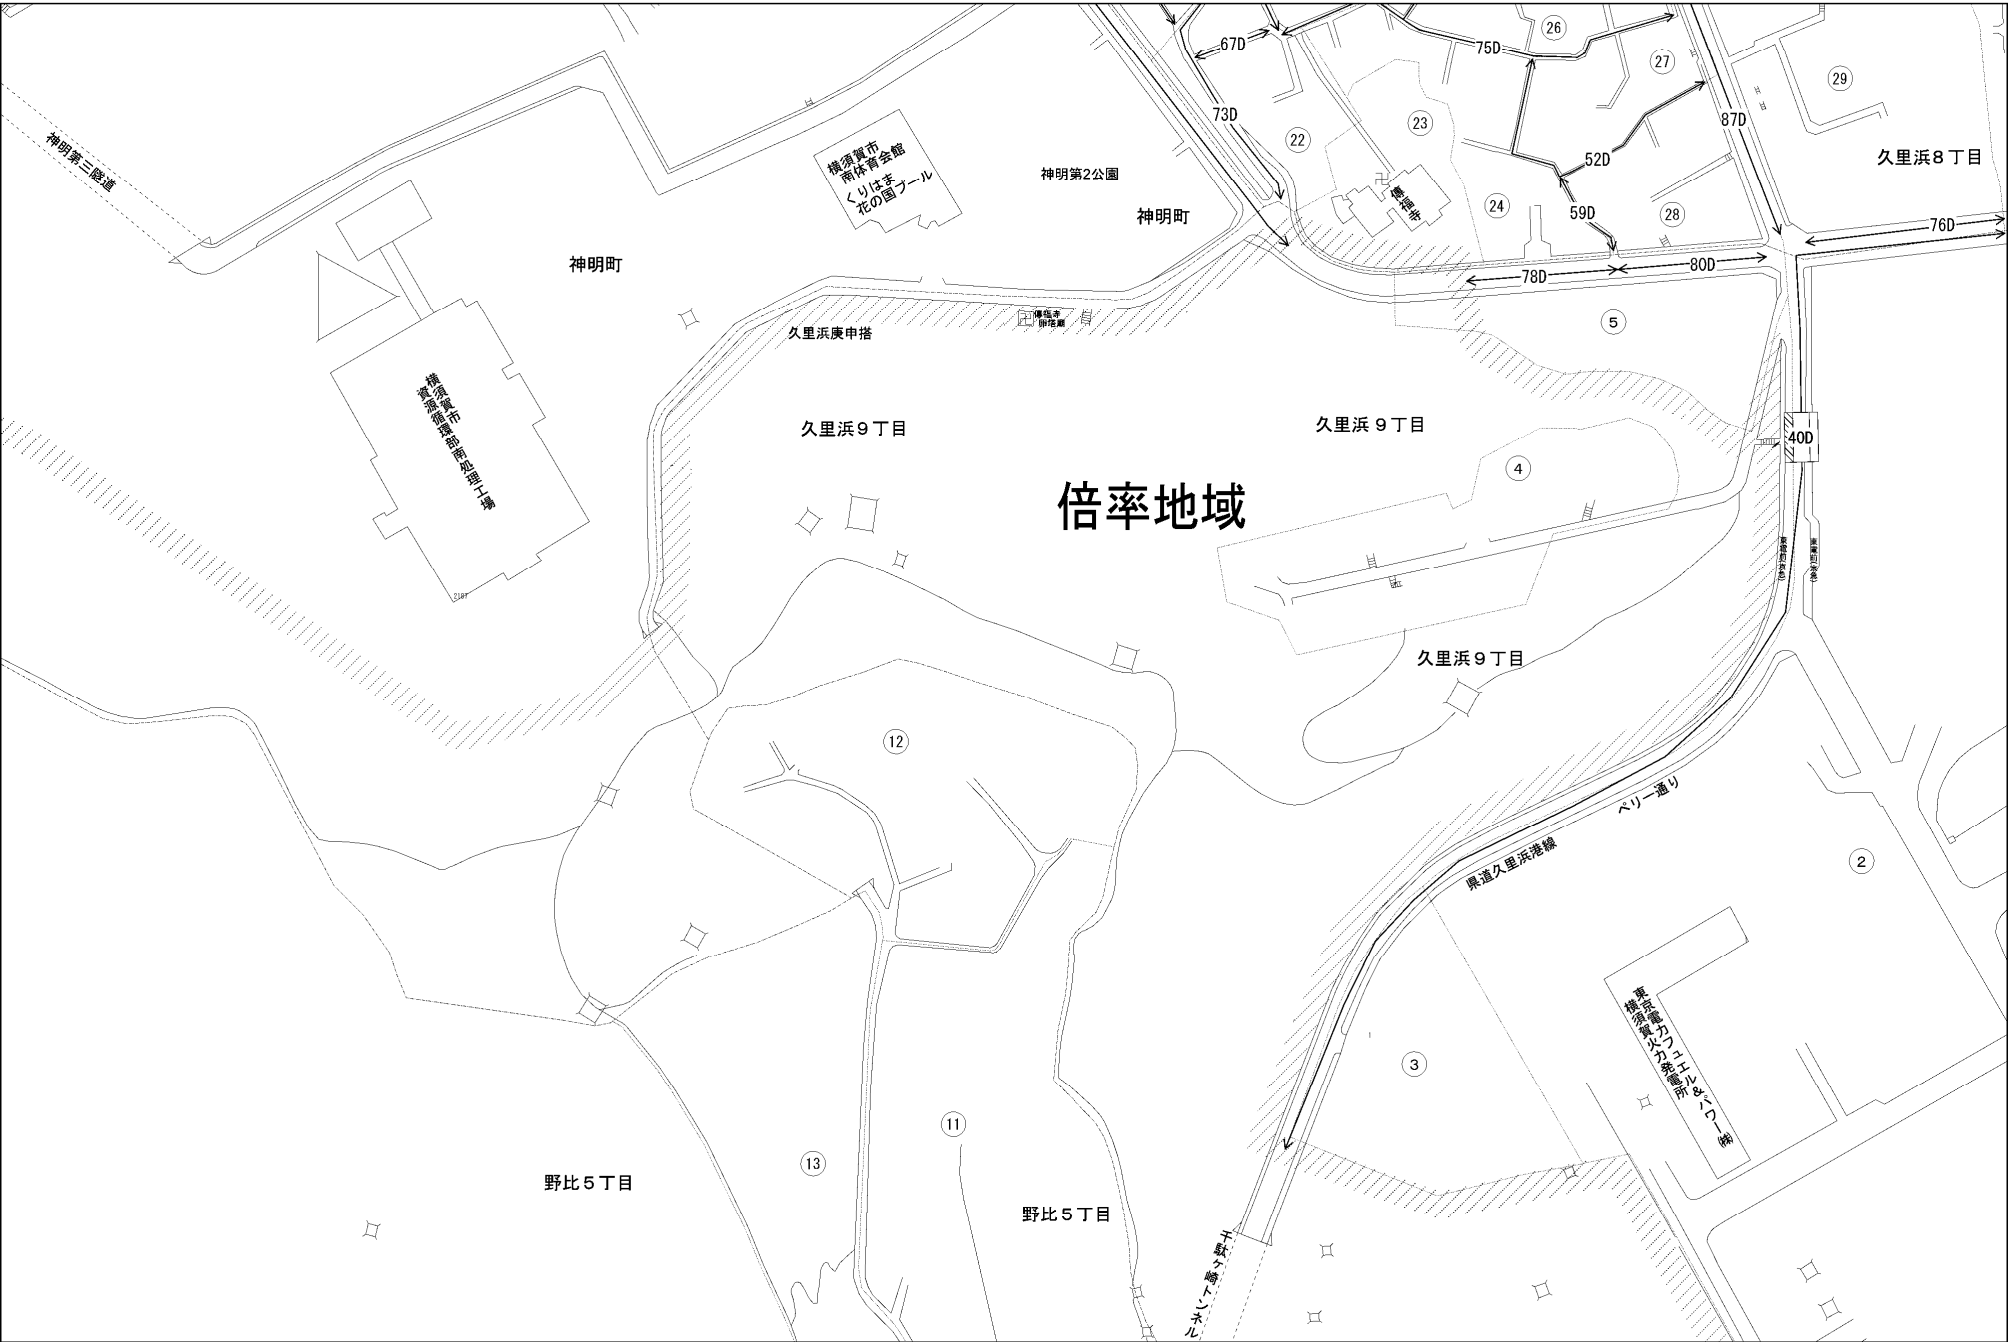 67D
75D
26
27
29
73D
22
23
87D
52D
久里浜８丁目
神明第三隧道
横須賀市
南体育会館
くりはま
花の国プール
神明第2公園
神明町
傳福寺
24
59D
28
76D
神明町
78D
80D
傳福寺
卵塔廟
久里浜庚申搭
5
横須賀市
資源循環部南処理工場
久里浜９丁目
久里浜９丁目
40D
4
倍率地域
2187
久里浜９丁目
12
ペリー通り
県道久里浜港線
2
東京電力フュエル＆パワー㈱
横須賀火力発電所
3
11
13
野比５丁目
野比５丁目
千駄ヶ崎トンネル